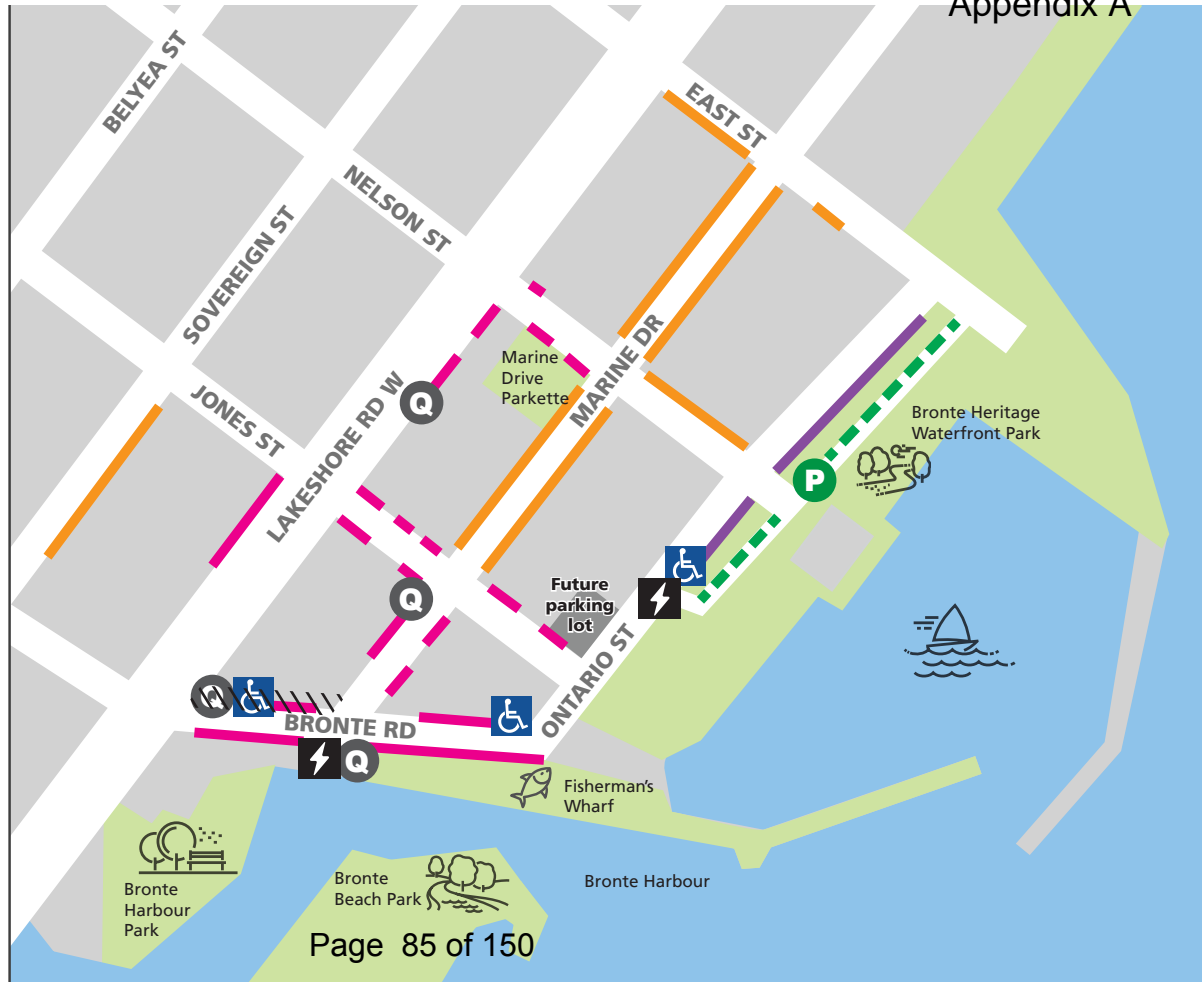 Appendix A
BELYEA ST
EAST ST
NELSON ST
SOVEREIGN ST
MARINE DR
Marine
Drive
Parkette
LAKESHORE RD W
JONES ST
Q
Bronte Heritage
Waterfront Park
P
Future
parking
lot
Q
ONTARIO ST
Q
BRONTE RD
Q
Fisherman's
Wharf
Bronte
Harbour
Park
Bronte
Beach Park
Bronte Harbour
Page 85 of 150